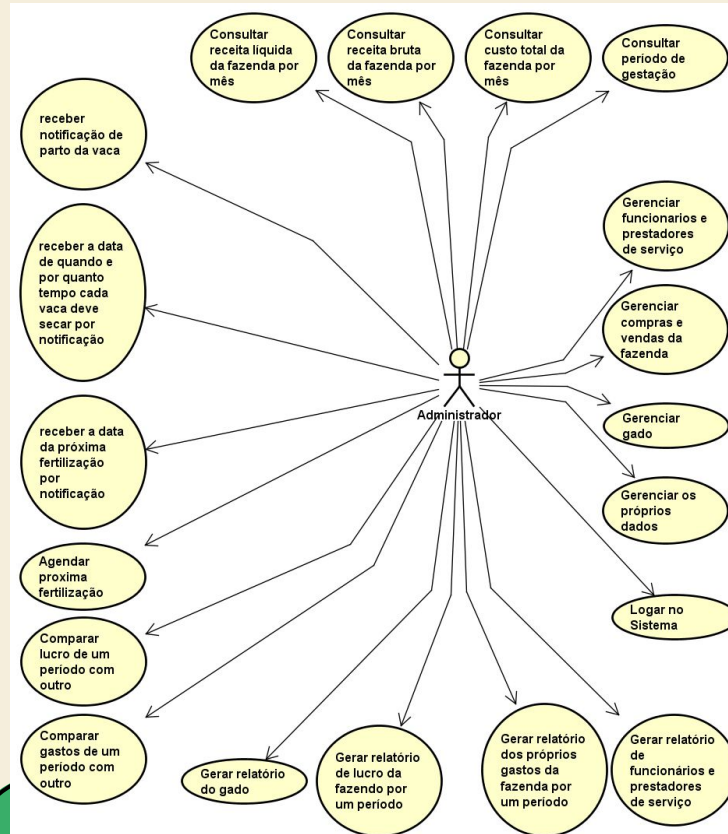 Consultar
receita líquida
da fazenda por
mês
Consultar
receita bruta
da fazenda por
mês
Consultar
custo total da
fazenda por
mês
Consultar
período de
gestação
receber
notificação de
parto da vaca
Gerenciar
funcionarios e
prestadores
de serviço
receber a data
de quando e
por quanto
tempo cada
vaca deve
secar por
notificação
Gerenciar
compras e
vendas da
fazenda
Administrador
Gerenciar
gado
receber a data
da próxima
fertilização
por
notificação
Gerenciar os
próprios
dados
Agendar
proxima
fertilização
Logar no
Sistema
Comparar
lucro de um
período com
outro
Comparar
gastos de um
período com
outro
Gerar relatório
do gado
Gerar relatório
de lucro da
fazendo por
um período
Gerar relatório
dos próprios
gastos da
fazenda por
um período
Gerar relatório
de
funcionários e
prestadores
de serviço